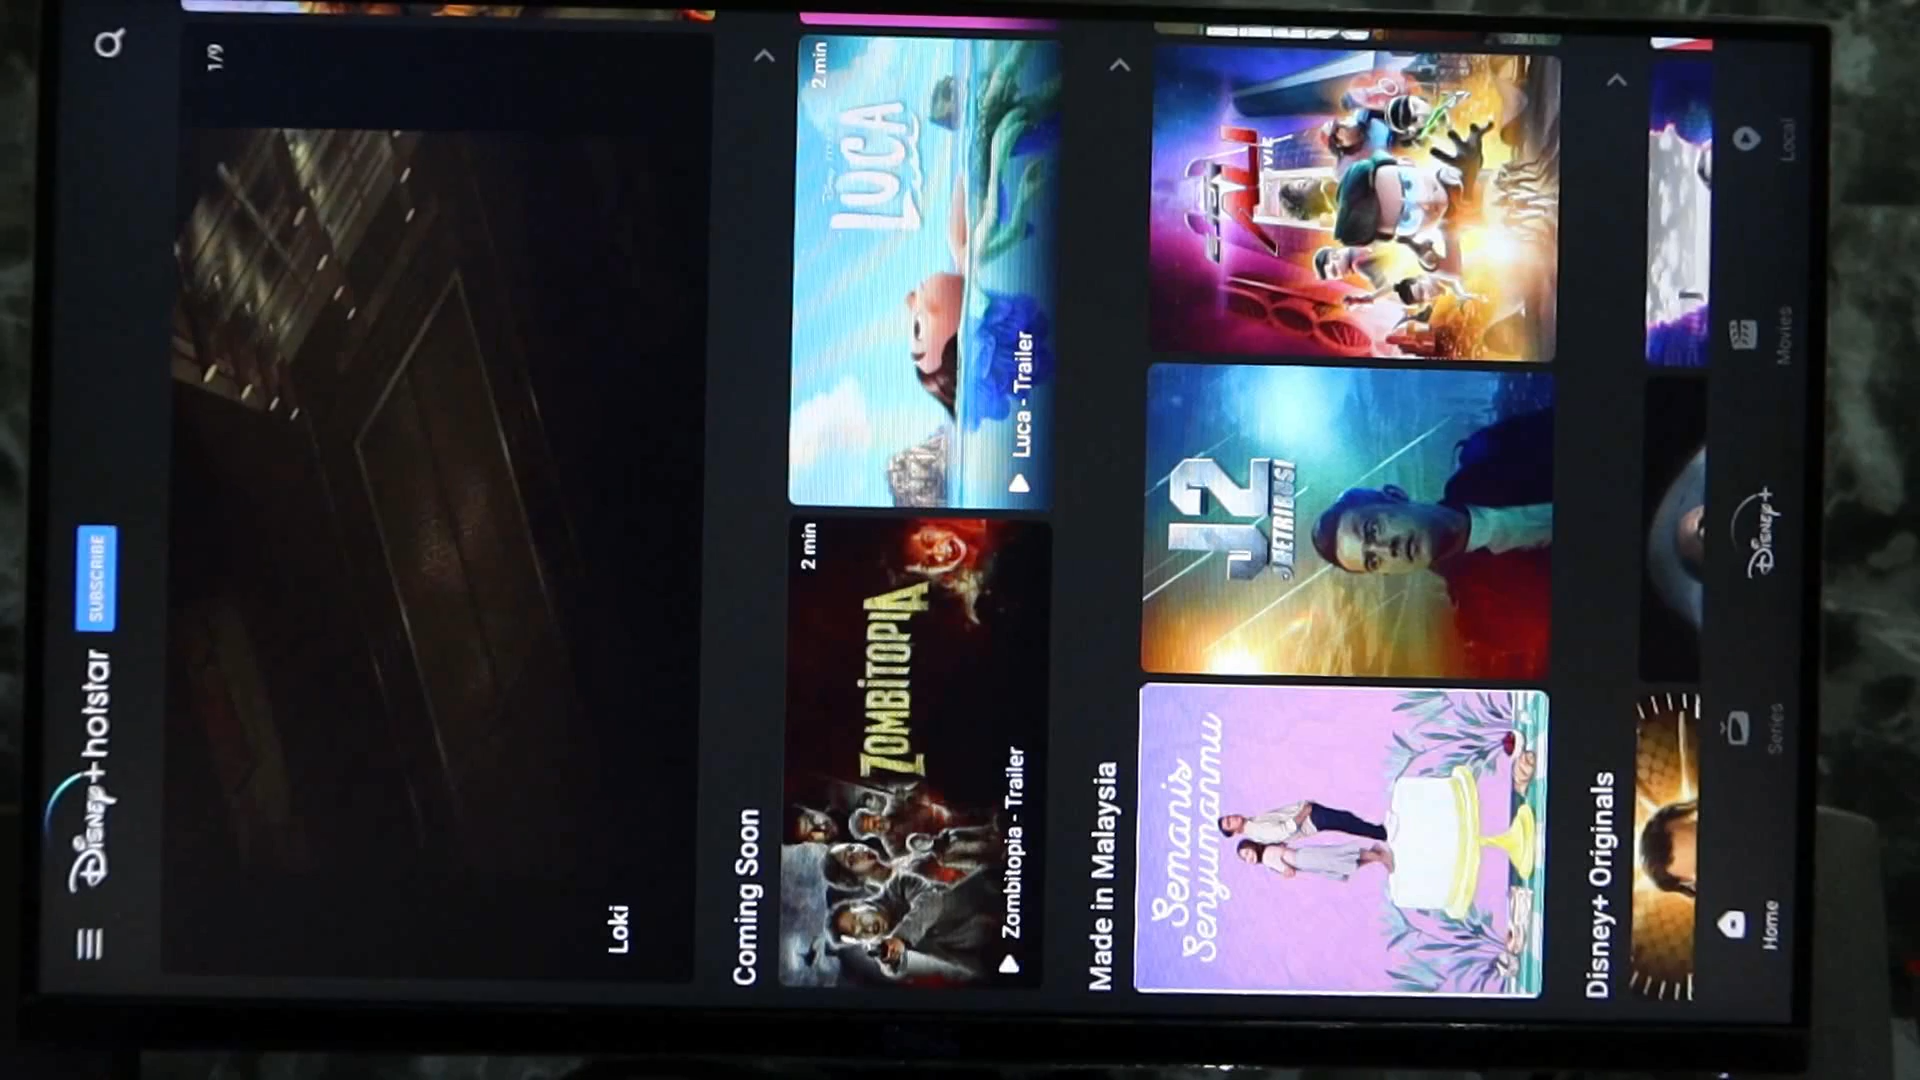 Disney+ hotstar
SUBSCRIBE
1/9
Loki
Coming Soon
2 min
ZOMBITOPIA
Zombitopia - Trailer
2 min
LUCA
Luca - Trailer
Made in Malaysia
Semanis
Senyumanmu
J2
JETRIBUSI
Disney+ Originals
Home
Series
Disney+
Movies
Local